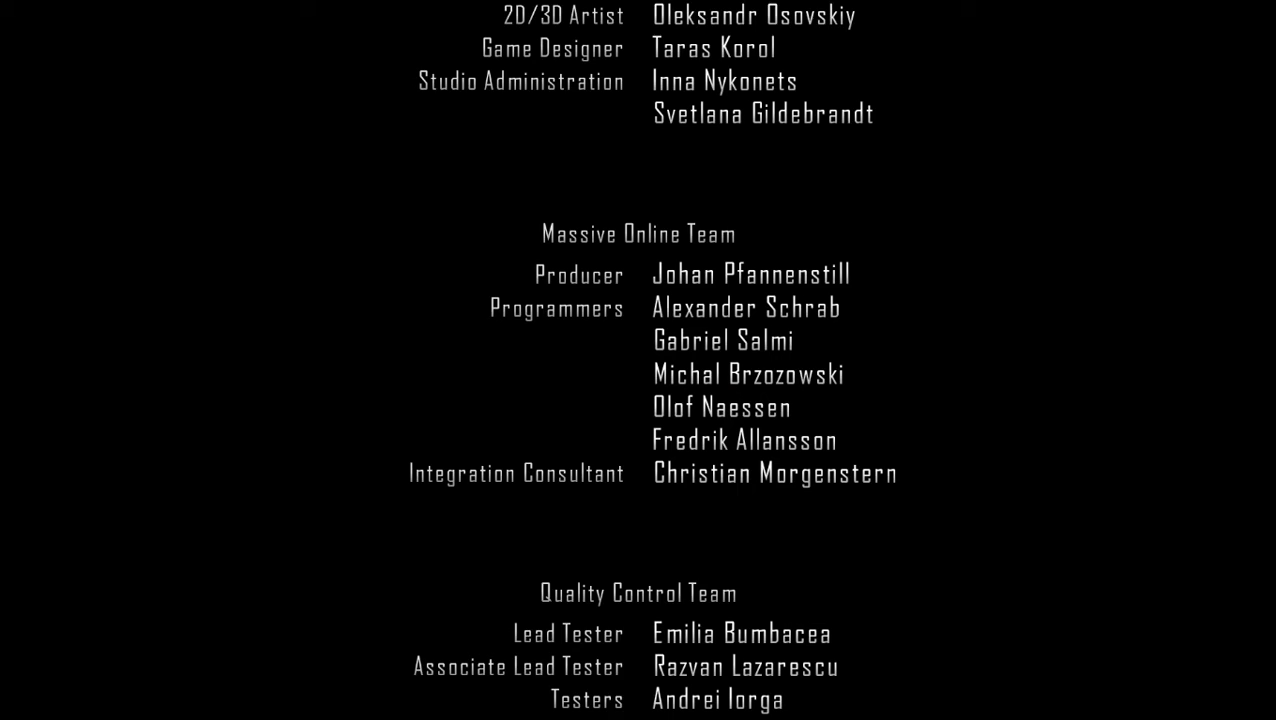 2D/3D Artist Oleksandr Osovskiy
Game Designer Taras Korol
Studio Administration Inna Nykonets
Svetlana Gildebrandt
Massive Online Team
Producer Johan Pfannenstill
Programmers Alexander Schrab
Gabriel Salmi
Michal Brzozowski
Olof Naessen
Fredrik Allansson
Integration Consultant Christian Morgenstern
Quality Control Team
Lead Tester Emilia Bumbacea
Associate Lead Tester Razvan Lazarescu
Testers Andrei Iorga